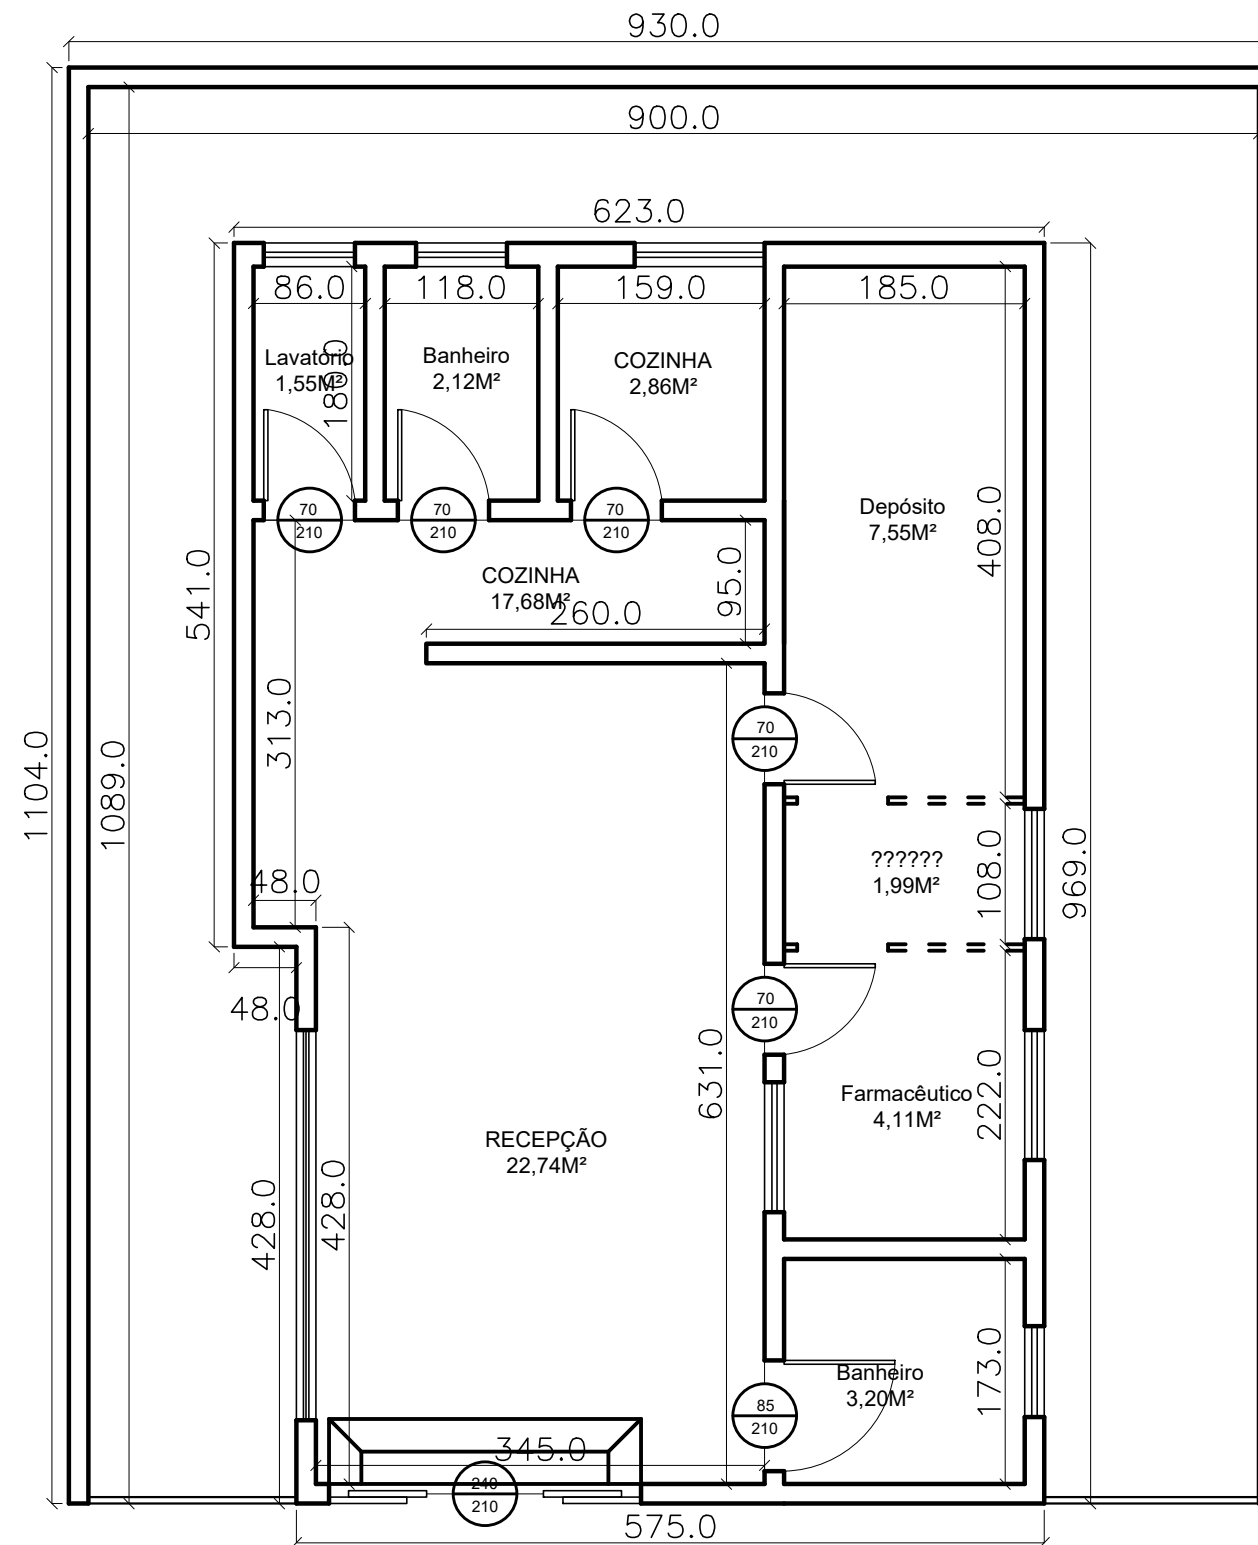 930.0
900.0
623.0
86.0
118.0
159.0
185.0
Lavatório
1,55M²
180.0
Banheiro
2,12M²
COZINHA
2,86M²
Depósito
7,55M²
408.0
70
210
70
210
70
210
COZINHA
17,68M²
260.0
95.0
541.0
313.0
70
210
1104.0
1089.0
??????
1,99M²
108.0
969.0
48.0
48.0
70
210
631.0
Farmacêutico
4,11M²
222.0
RECEPÇÃO
22,74M²
428.0
428.0
Banheiro
3,20M²
173.0
85
210
345.0
240
210
575.0